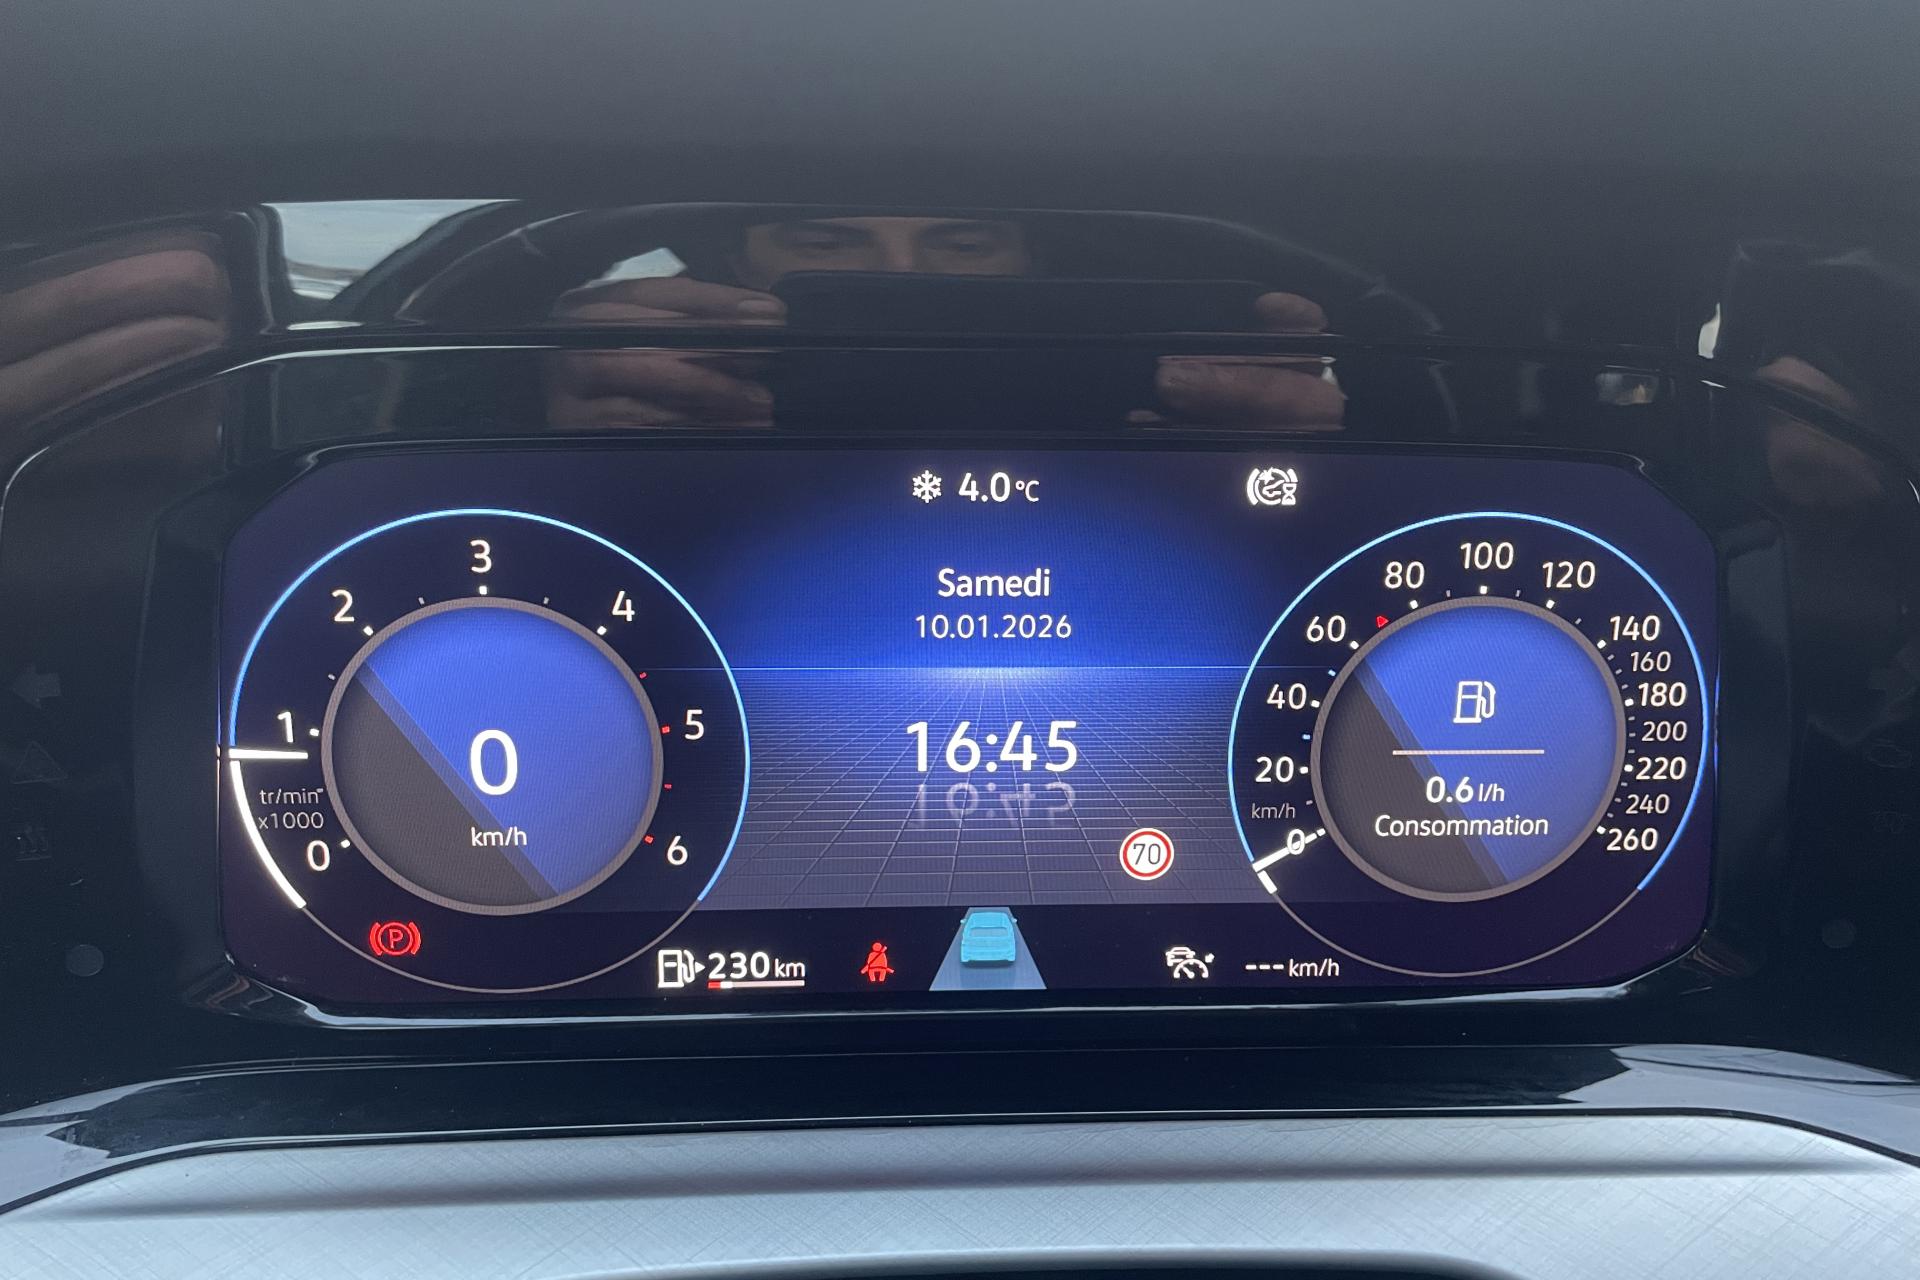 4.0 °C
Samedi
10.01.2026
16:45
70
0
1
2
3
4
5
6
tr/min
x1000
0
km/h
0
20
40
60
80
100
120
140
160
180
200
220
240
260
km/h
0.6 l/h
Consommation
P
230 km
--- km/h